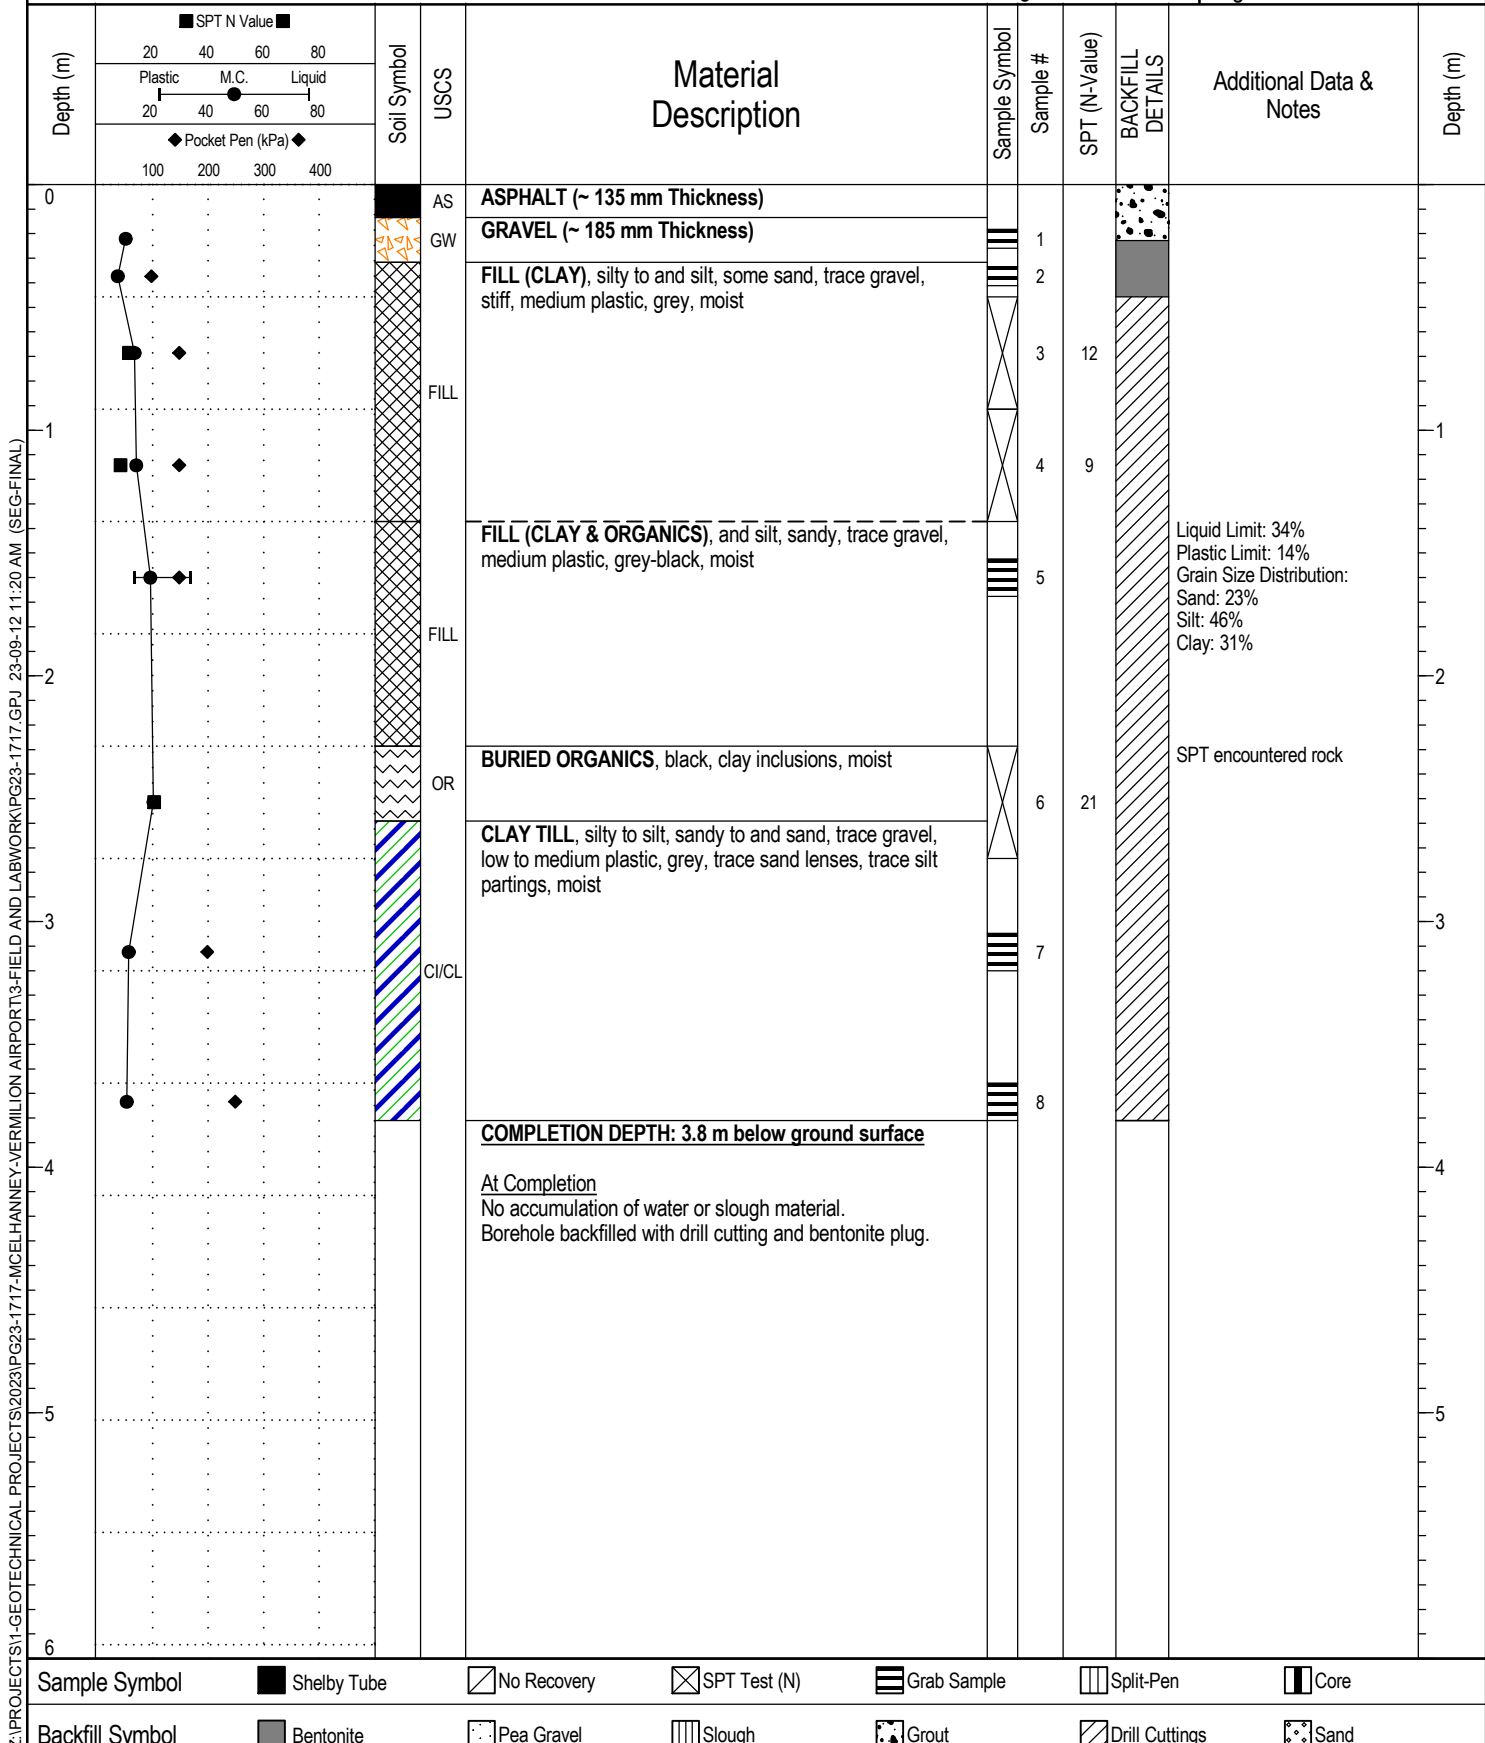 SPT N Value
20 40 60 80
Plastic M.C. Liquid
20 40 60 80
Pocket Pen (kPa)
100 200 300 400
Depth (m)
Soil Symbol
USCS
Material
Description
Sample Symbol
Sample #
SPT (N-Value)
BACKFILL
DETAILS
Additional Data &
Notes
Depth (m)
0
AS
ASPHALT (~ 135 mm Thickness)
GW
GRAVEL (~ 185 mm Thickness)
1
FILL (CLAY), silty to and silt, some sand, trace gravel,
stiff, medium plastic, grey, moist
2
3 12
FILL
1
1
4 9
FILL (CLAY & ORGANICS), and silt, sandy, trace gravel,
medium plastic, grey-black, moist
5
Liquid Limit: 34%
Plastic Limit: 14%
Grain Size Distribution:
Sand: 23%
Silt: 46%
Clay: 31%
FILL
2
2
BURIED ORGANICS, black, clay inclusions, moist
SPT encountered rock
OR
6 21
CLAY TILL, silty to silt, sandy to and sand, trace gravel,
low to medium plastic, grey, trace sand lenses, trace silt
partings, moist
3
3
7
CI/CL
8
COMPLETION DEPTH: 3.8 m below ground surface
4
4
At Completion
No accumulation of water or slough material.
Borehole backfilled with drill cutting and bentonite plug.
5
5
6
Z:\PROJECTS\1-GEOTECHNICAL PROJECTS\2023\PG23-1717-MCELHANNEY-VERMILION AIRPORT\3-FIELD AND LABWORK\PG23-1717.GPJ 23-09-12 11:20 AM (SEG-FINAL)
Sample Symbol Shelby Tube No Recovery SPT Test (N) Grab Sample Split-Pen Core
Backfill Symbol Bentonite Pea Gravel Slough Grout Drill Cuttings Sand